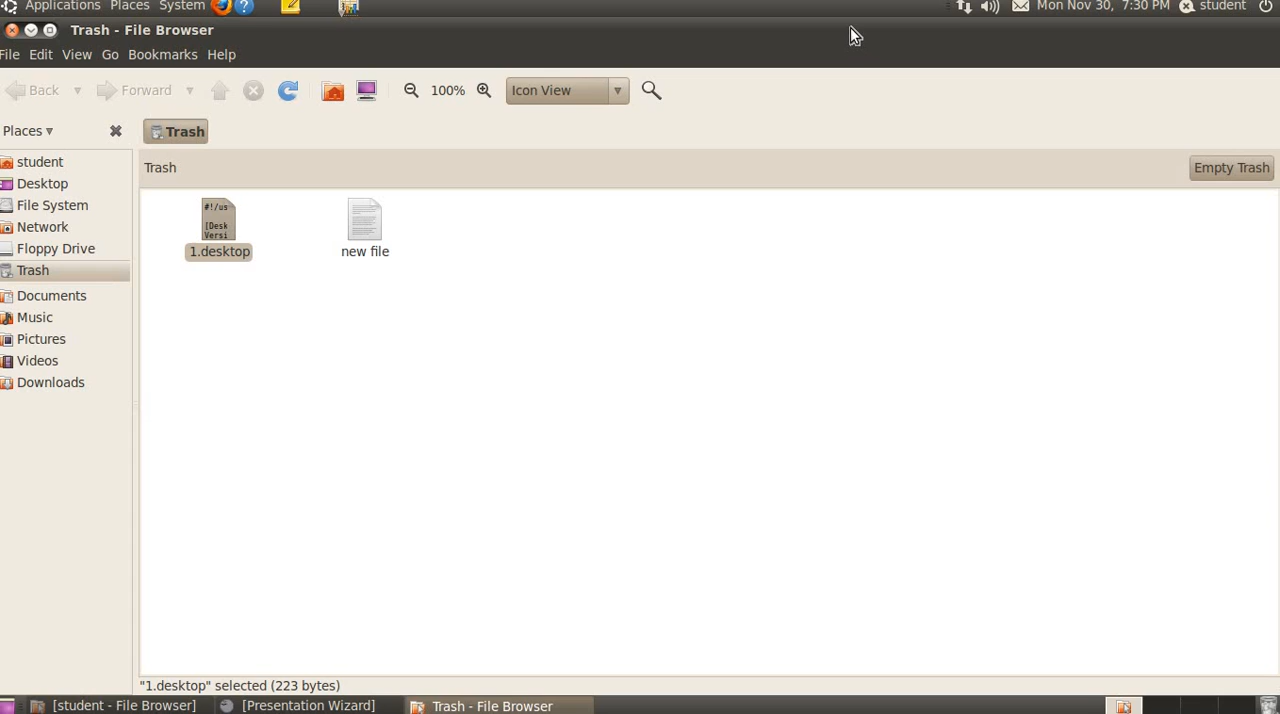 Applications Places System Mon Nov 30, 7:30 PM student
Trash - File Browser
File Edit View Go Bookmarks Help
Back Forward 100% Icon View
Places Trash
student
Desktop
File System
Network
Floppy Drive
Trash
Documents
Music
Pictures
Videos
Downloads
Trash Empty Trash
#!/us
[Desk
Versi
1.desktop new file
"1.desktop" selected (223 bytes)
[student - File Browser] [Presentation Wizard] Trash - File Browser